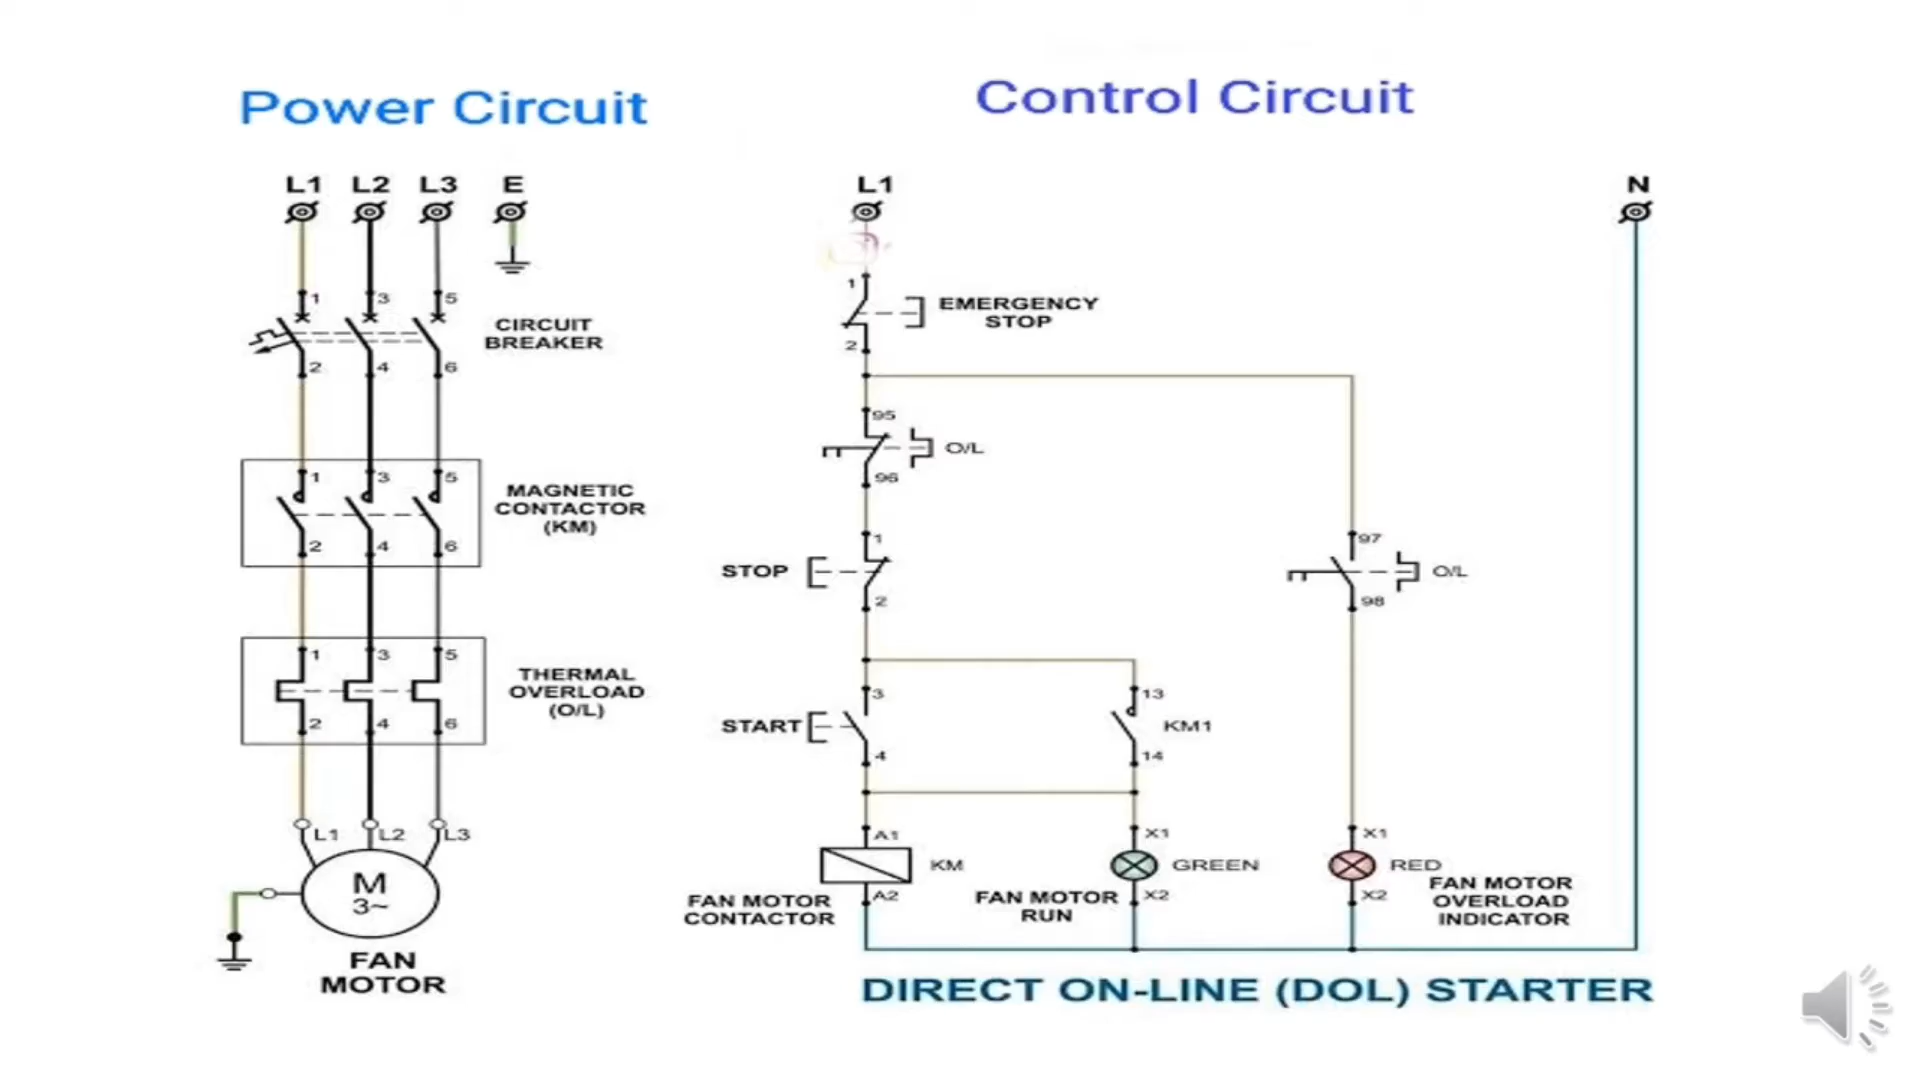 Power Circuit
Control Circuit
L1 L2 L3 E
L1
N
1 3 5
CIRCUIT
BREAKER
2 4 6
1
EMERGENCY
STOP
2
1 3 5
MAGNETIC
CONTACTOR
(KM)
2 4 6
95
O/L
96
1
STOP
2
97
O/L
98
1 3 5
THERMAL
OVERLOAD
(O/L)
2 4 6
3
START
4
13
KM1
14
L1 L2 L3
M
3~
FAN
MOTOR
A1
KM
A2
FAN MOTOR
CONTACTOR
X1
GREEN
X2
FAN MOTOR
RUN
X1
RED
X2
FAN MOTOR
OVERLOAD
INDICATOR
DIRECT ON-LINE (DOL) STARTER